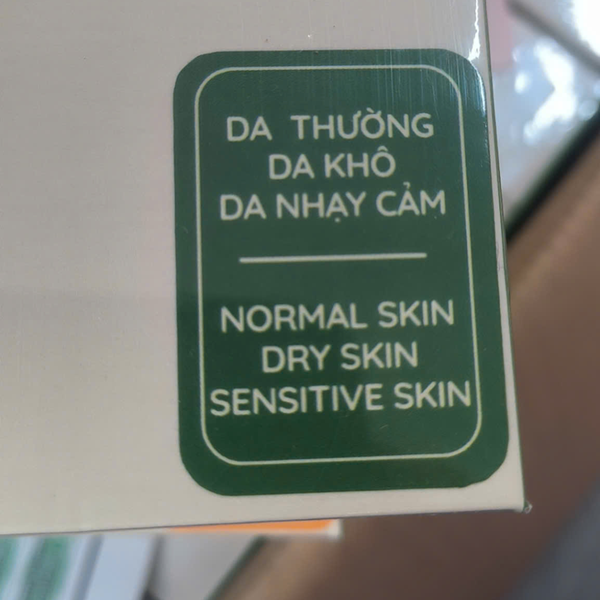 DA THƯỜNG
DA KHÔ
DA NHẠY CẢM
NORMAL SKIN
DRY SKIN
SENSITIVE SKIN